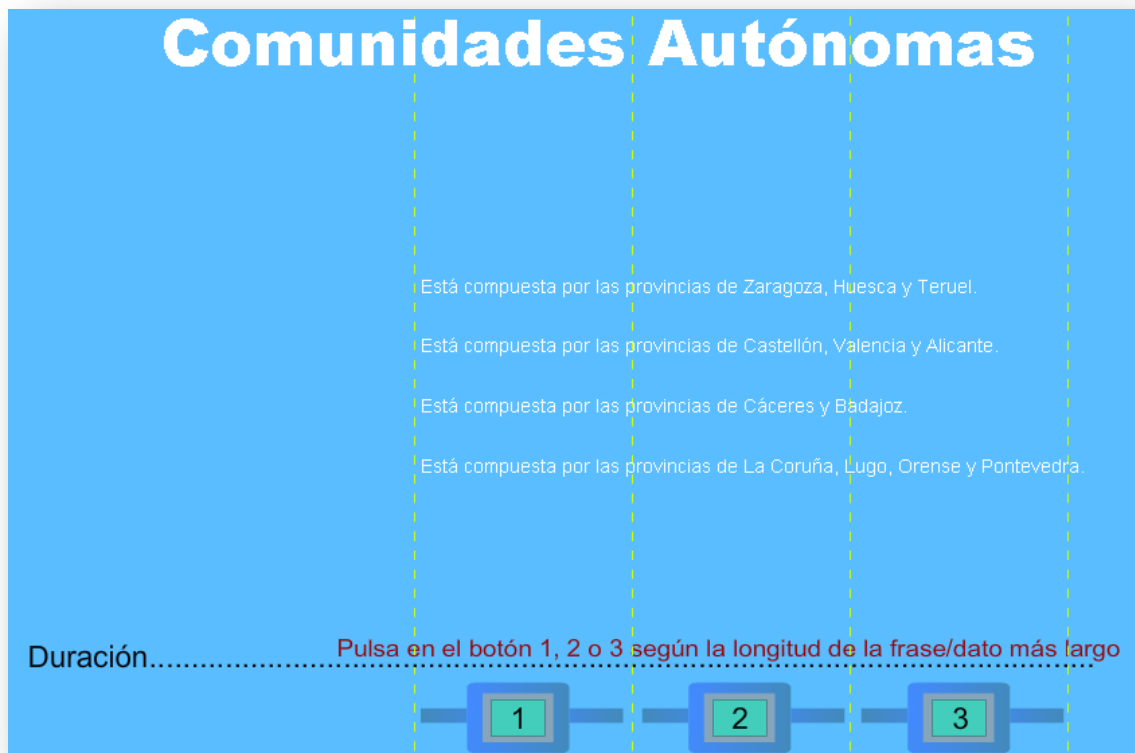 Comunidades Autónomas
Está compuesta por las provincias de Zaragoza, Huesca y Teruel.
Está compuesta por las provincias de Castellón, Valencia y Alicante.
Está compuesta por las provincias de Cáceres y Badajoz.
Está compuesta por las provincias de La Coruña, Lugo, Orense y Pontevedra.
Pulsa en el botón 1, 2 o 3 según la longitud de la frase/dato más largo
Duración..............................................................................................................
1 2 3